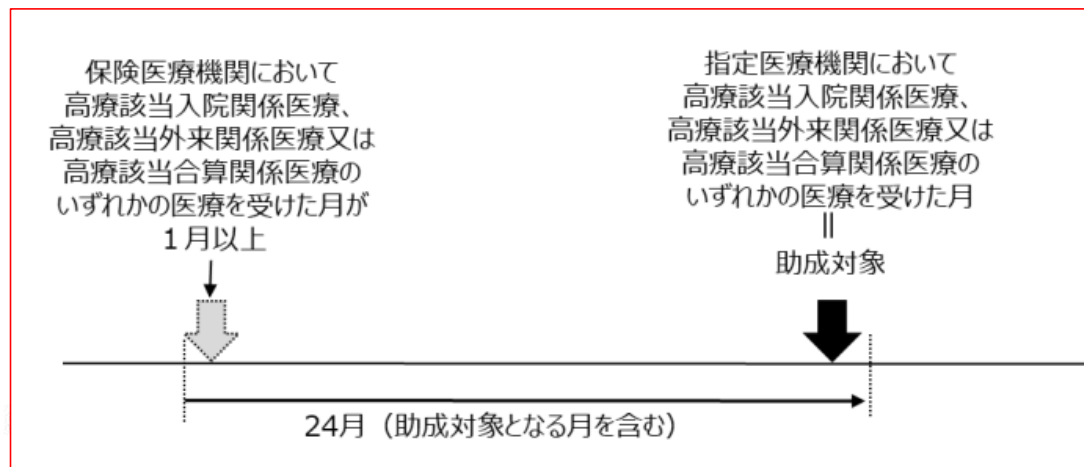 保険医療機関において
高療該当入院関係医療、
高療該当外来関係医療又は
高療該当合算関係医療の
いずれかの医療を受けた月が
１月以上
指定医療機関において
高療該当入院関係医療、
高療該当外来関係医療又は
高療該当合算関係医療の
いずれかの医療を受けた月
||
助成対象
24月（助成対象となる月を含む）